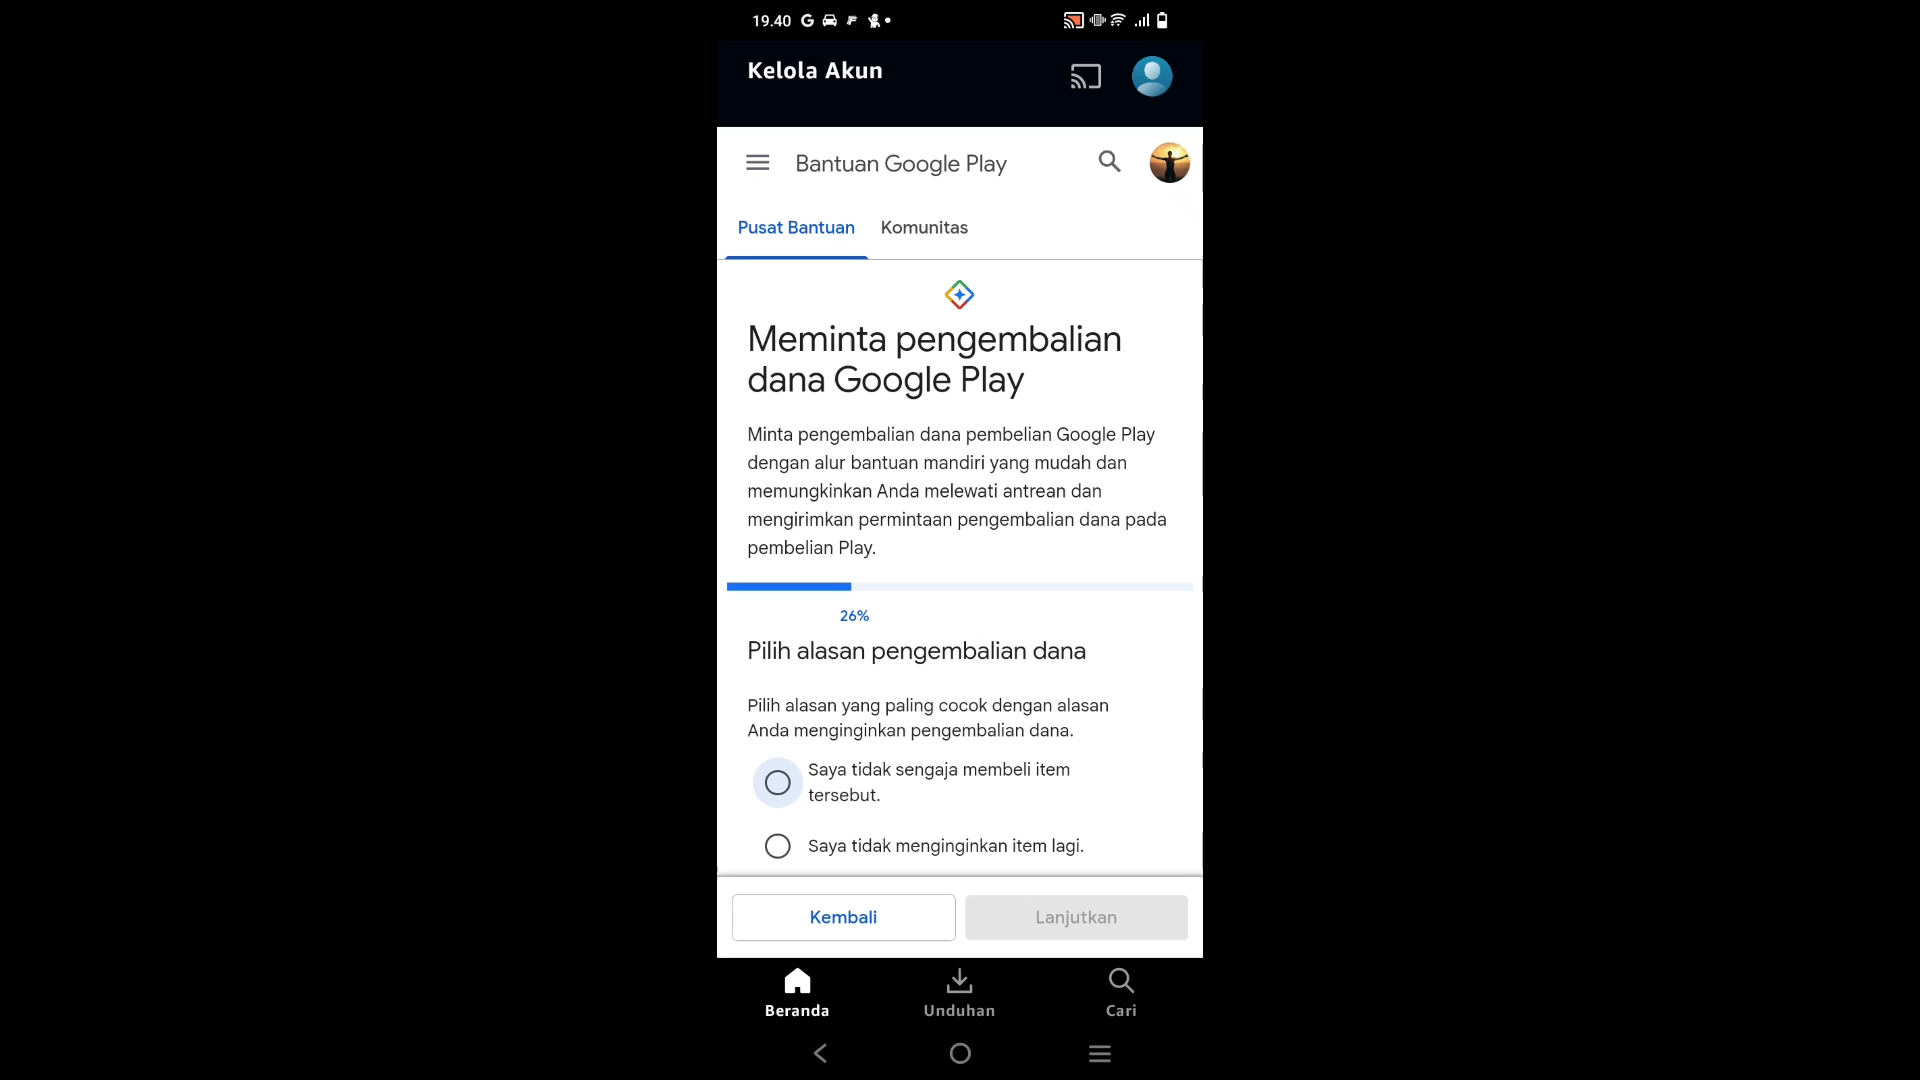 19.40
Kelola Akun
Bantuan Google Play
Pusat Bantuan
Komunitas
Meminta pengembalian
dana Google Play
Minta pengembalian dana pembelian Google Play
dengan alur bantuan mandiri yang mudah dan
memungkinkan Anda melewati antrean dan
mengirimkan permintaan pengembalian dana pada
pembelian Play.
26%
Pilih alasan pengembalian dana
Pilih alasan yang paling cocok dengan alasan
Anda menginginkan pengembalian dana.
Saya tidak sengaja membeli item
tersebut.
Saya tidak menginginkan item lagi.
Kembali
Lanjutkan
Beranda
Unduhan
Cari